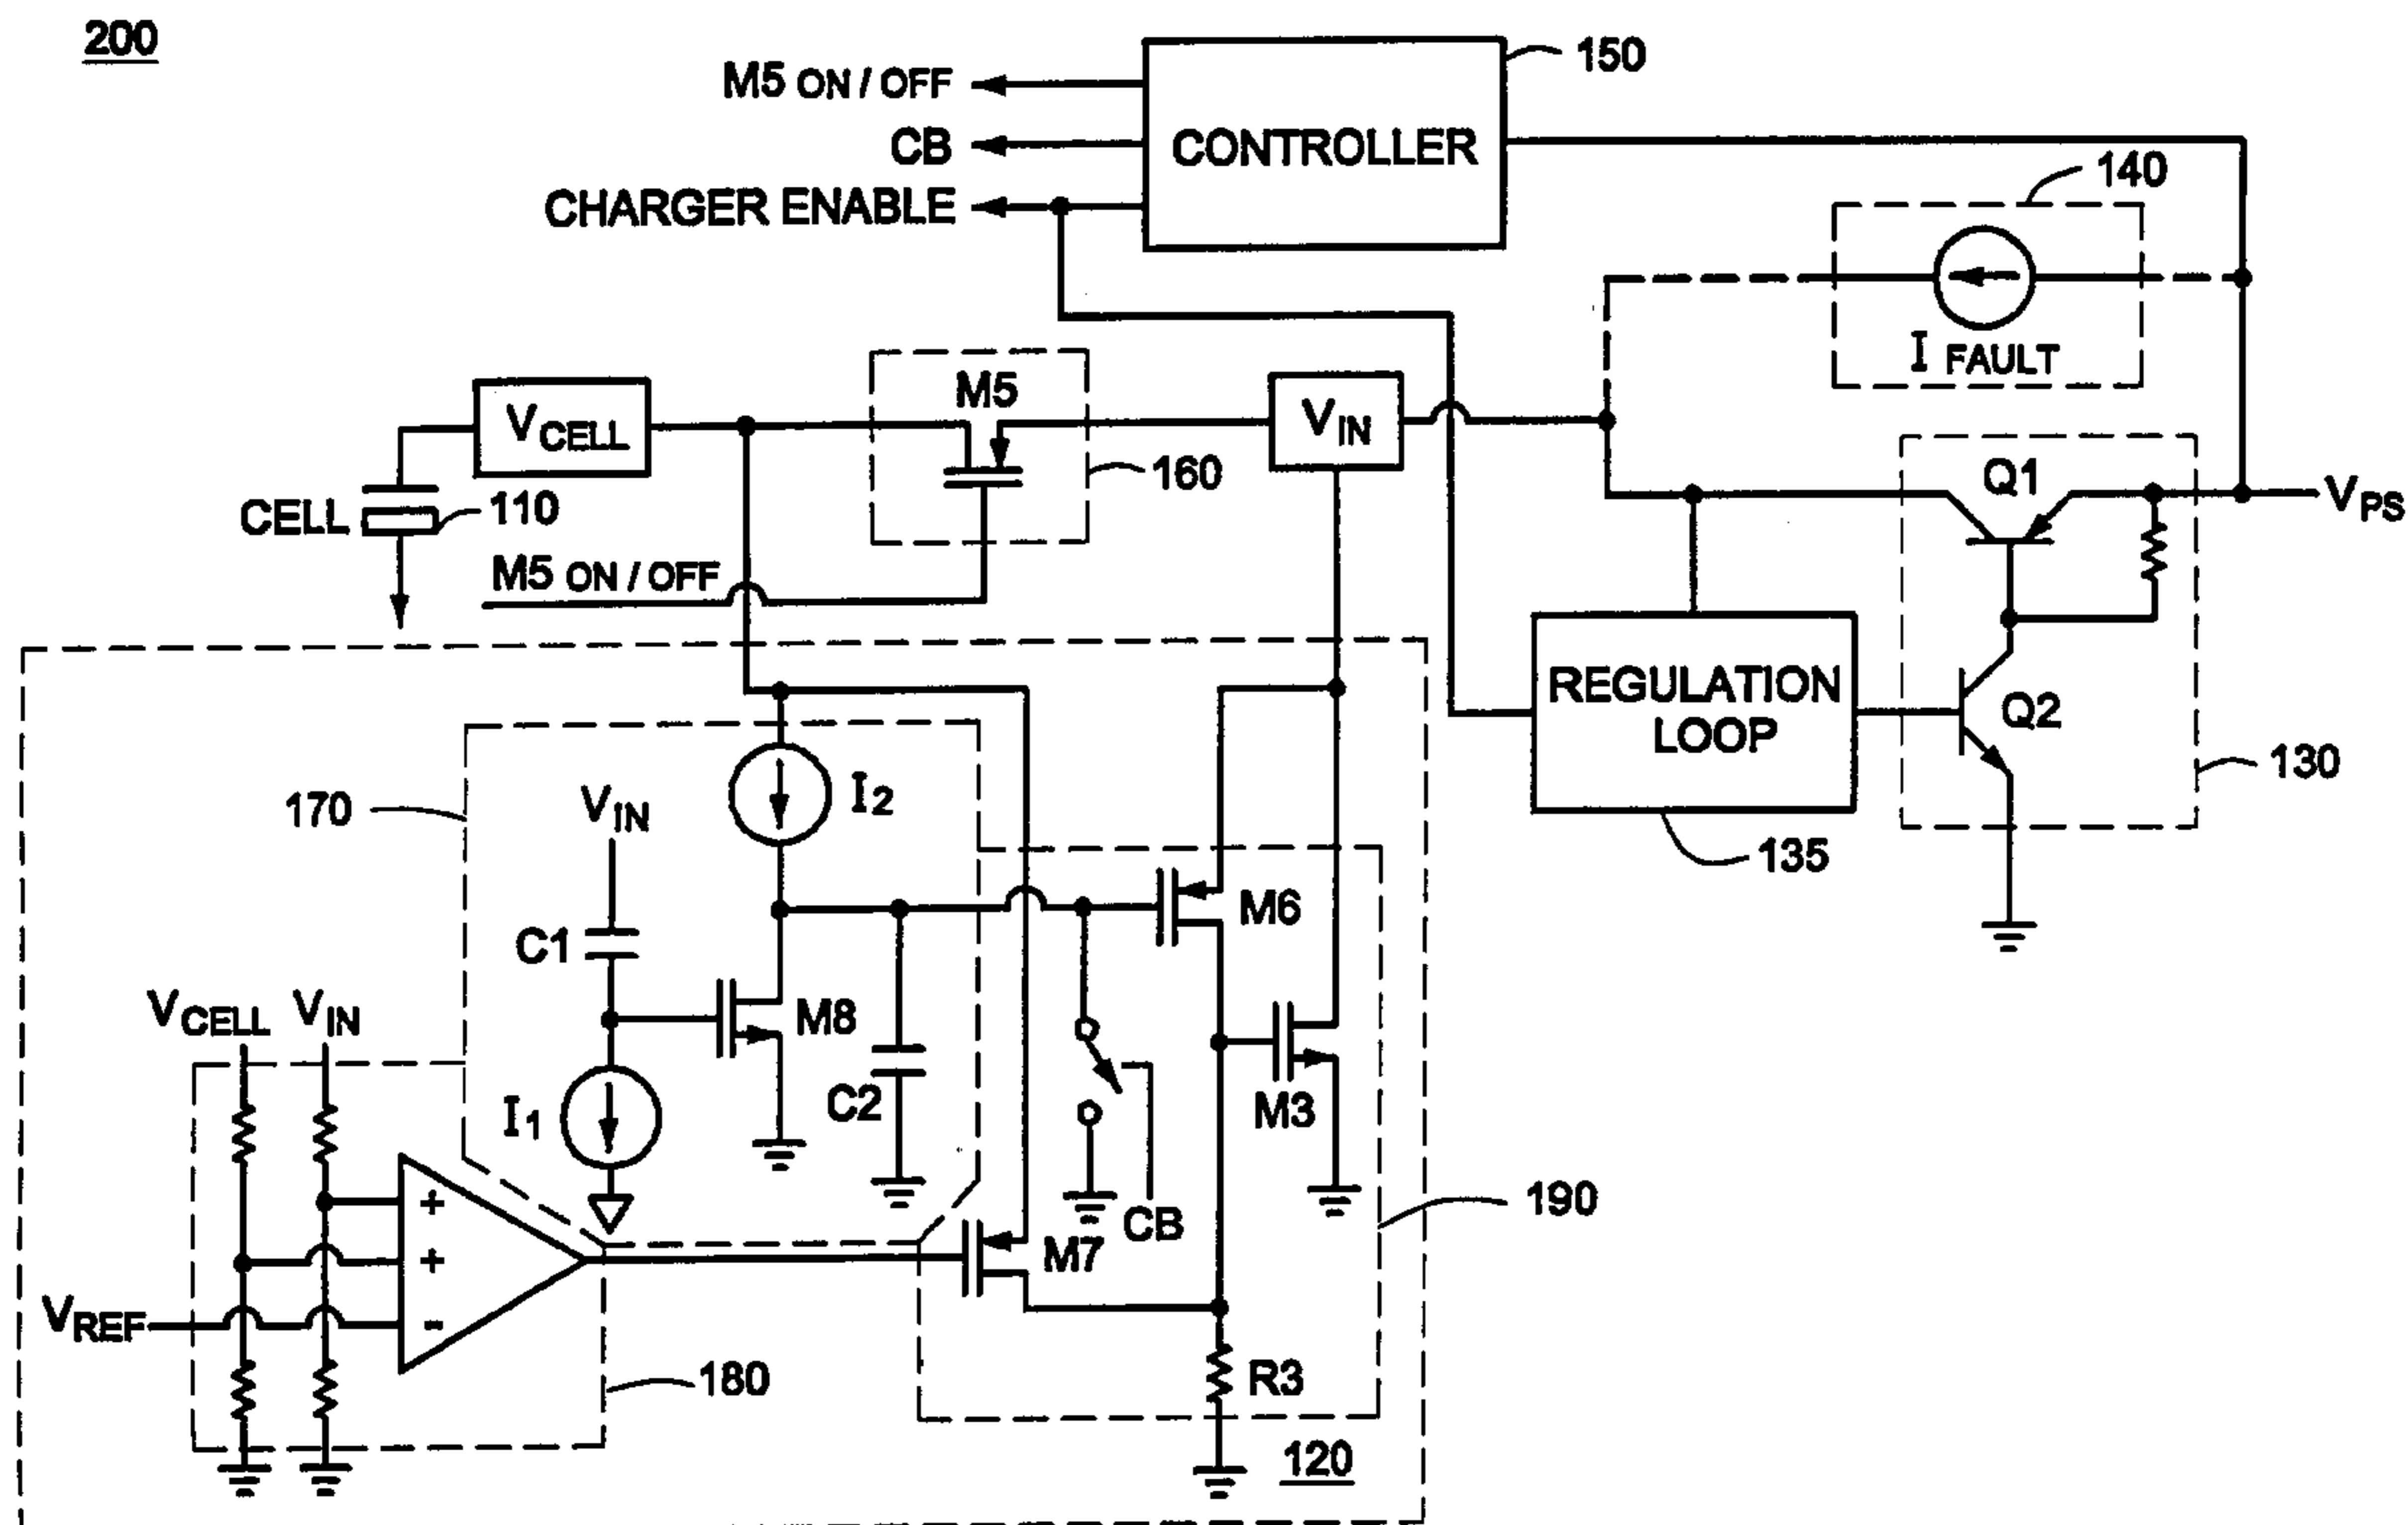 200
150
M5 ON / OFF
CB
CHARGER ENABLE
CONTROLLER
140
I FAULT
M5
VCELL
VIN
160
CELL
110
M5 ON / OFF
Q1
VPS
REGULATION
LOOP
Q2
130
135
170
VIN
I2
C1
M6
VCELL
VIN
M8
C2
M3
I1
190
CB
M7
+
+
-
VREF
180
R3
120